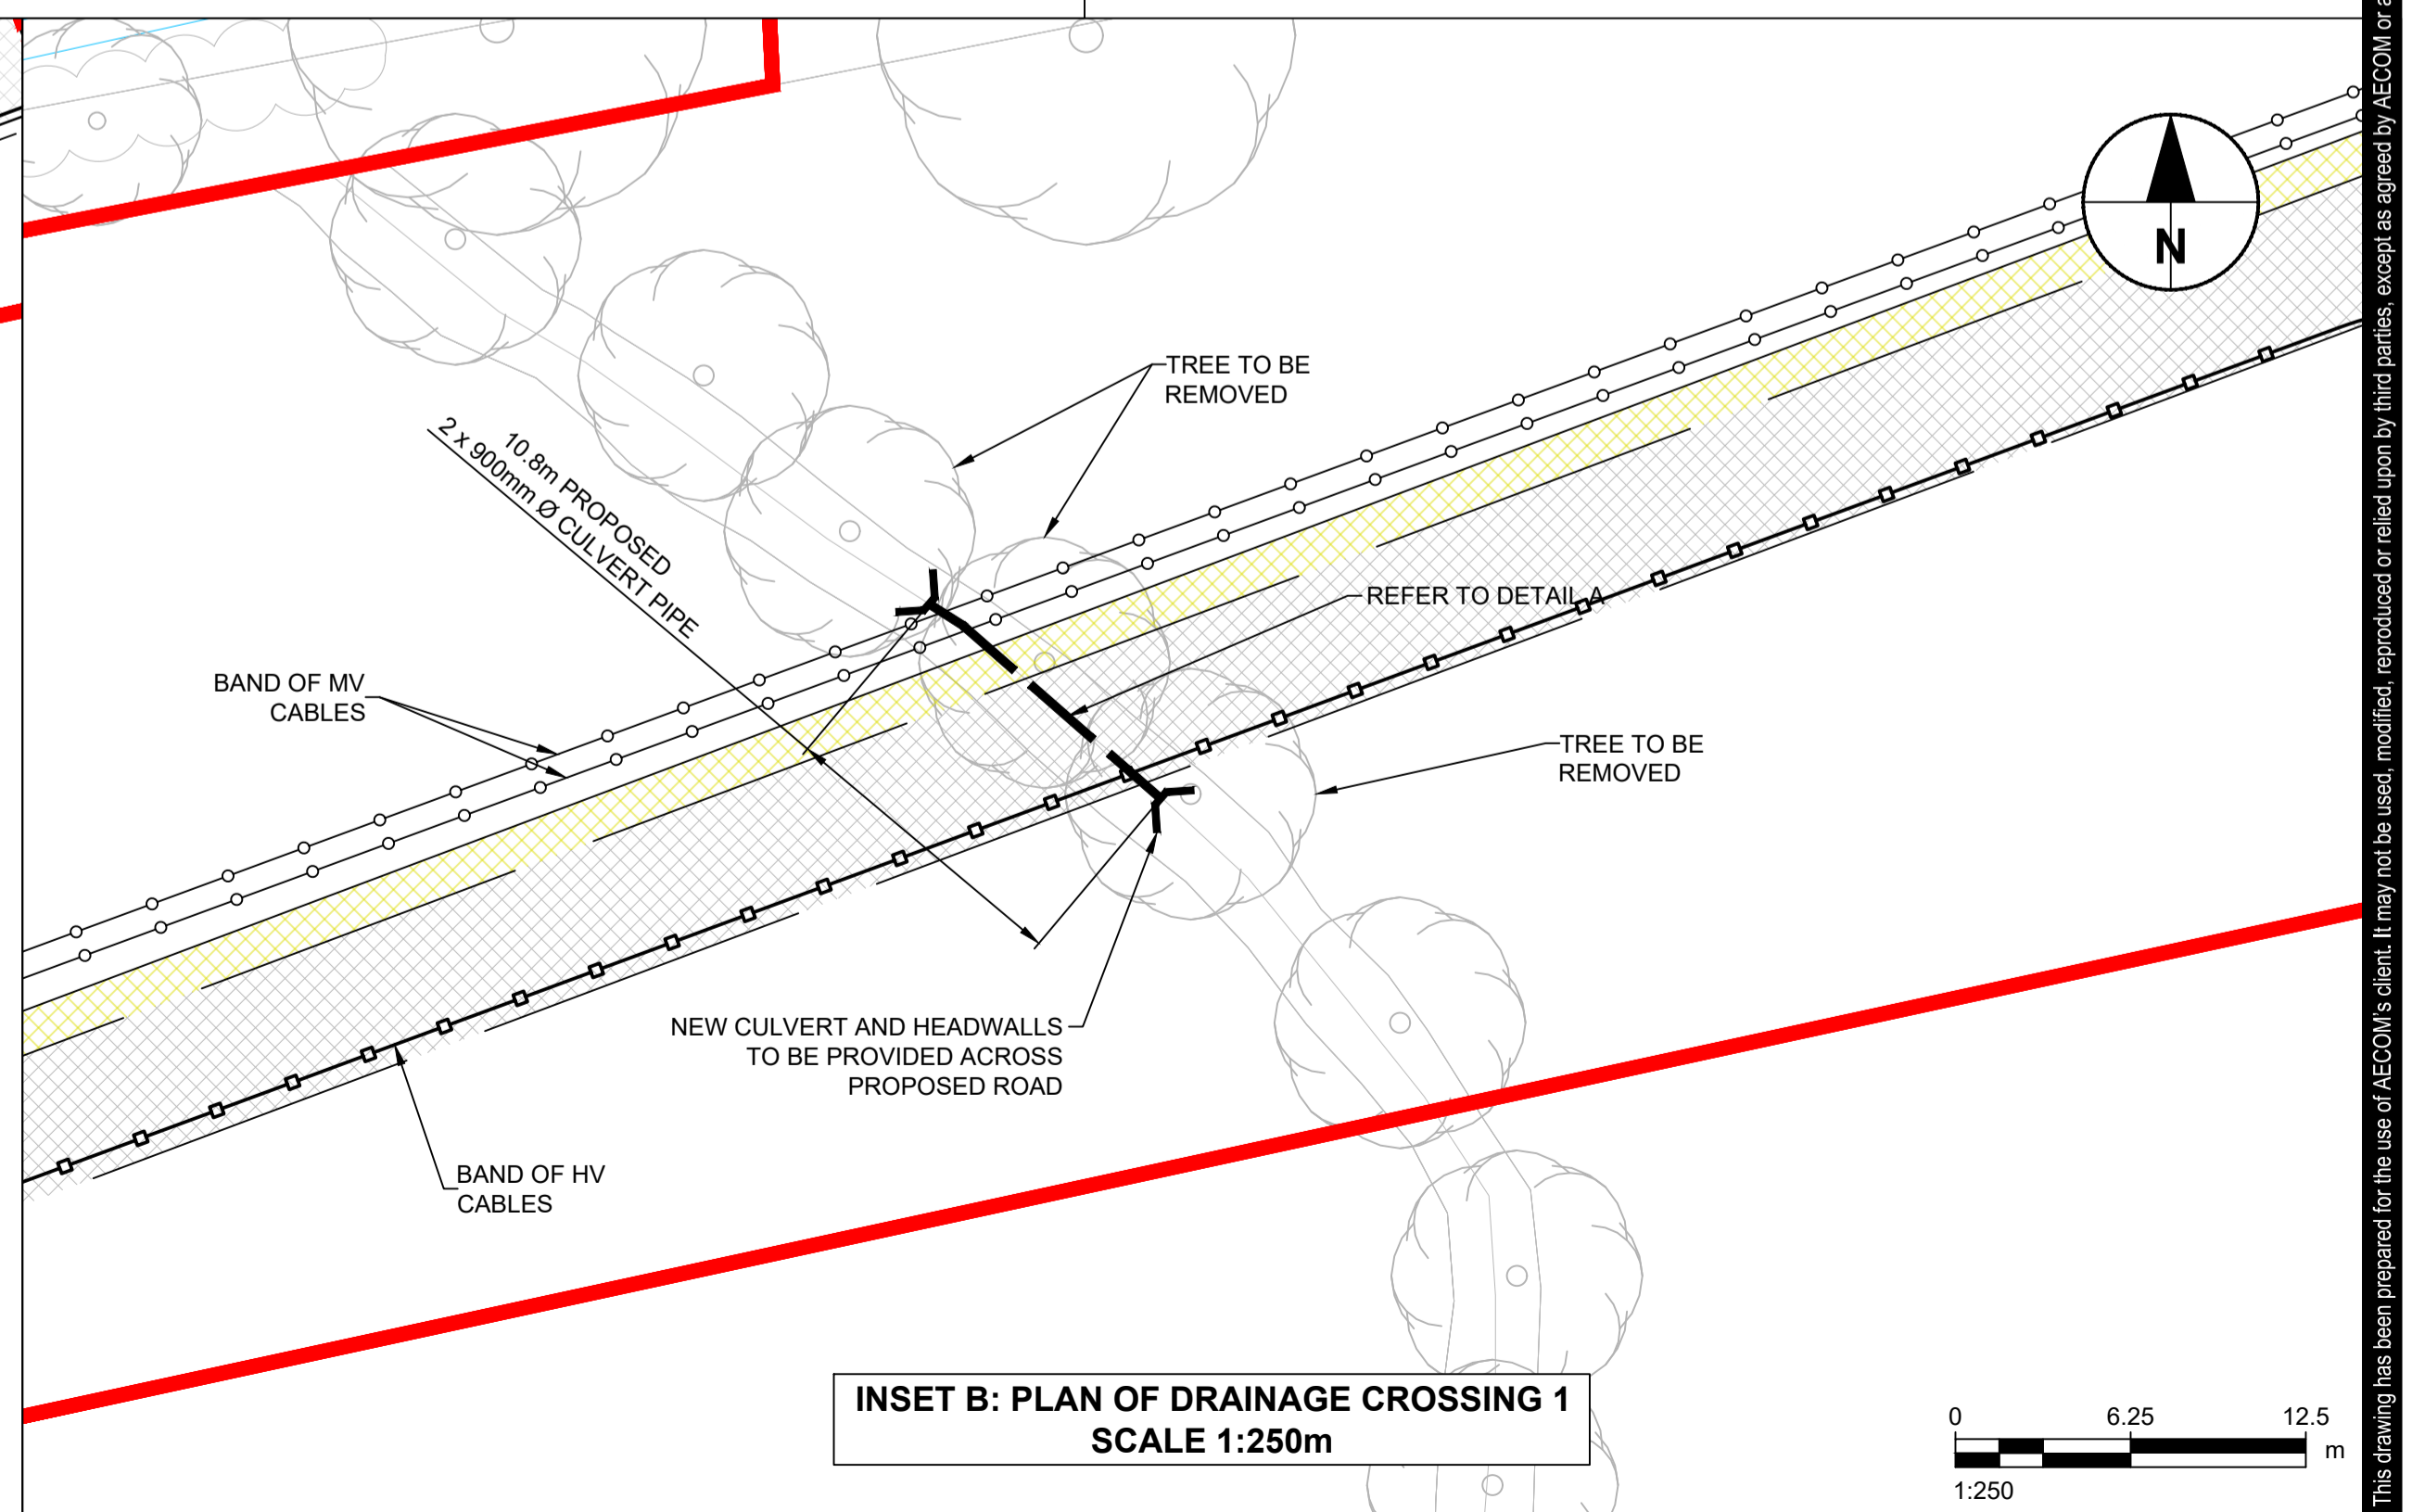 N
TREE TO BE
REMOVED
10.8m PROPOSED
2 x 900mm Ø CULVERT PIPE
REFER TO DETAIL A
BAND OF MV
CABLES
TREE TO BE
REMOVED
NEW CULVERT AND HEADWALLS
TO BE PROVIDED ACROSS
PROPOSED ROAD
BAND OF HV
CABLES
INSET B: PLAN OF DRAINAGE CROSSING 1
SCALE 1:250m
0 6.25 12.5
m
1:250
This drawing has been prepared for the use of AECOM's client. It may not be used, modified, reproduced or relied upon by third parties, except as agreed by AECOM or